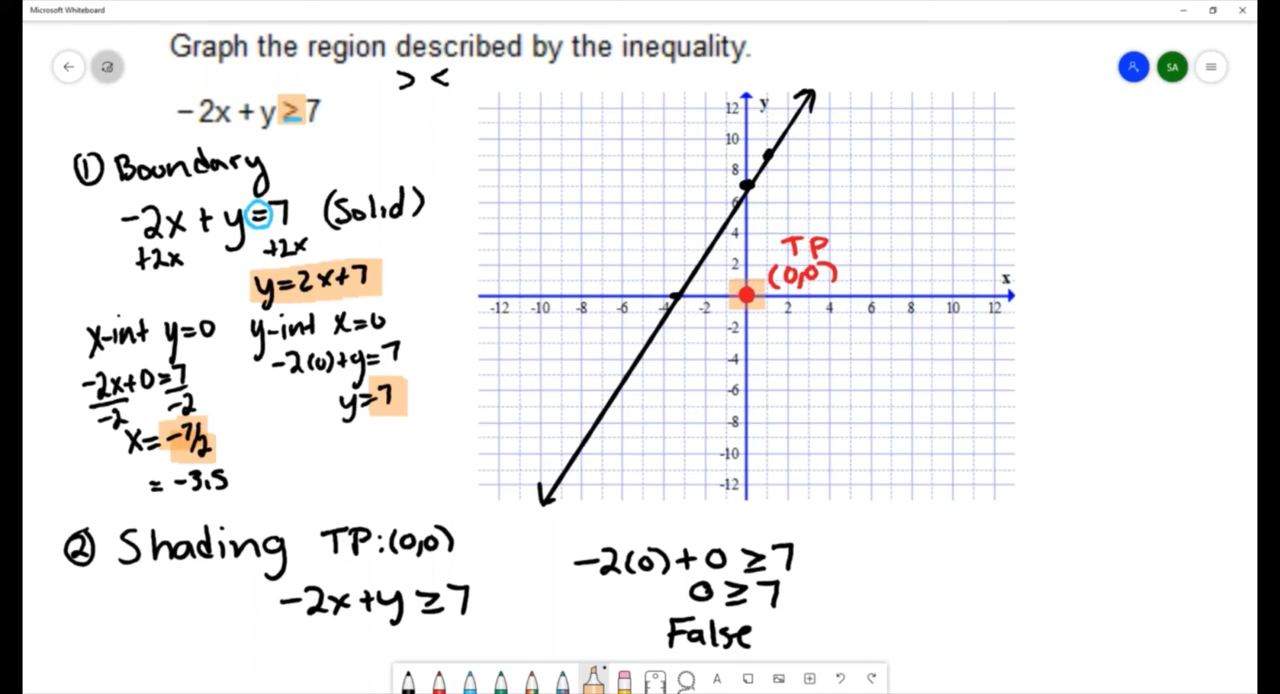 Microsoft Whiteboard
Graph the region described by the inequality.
> <
SA
− 2x + y ≥ 7
① Boundary
-2x + y = 7 (Solid)
+2x +2x
y = 2x + 7
x-int y=0
-2x+0=7
-2 -2
x= -7/2
= -3.5
y-int x=0
-2(0)+y=7
y=7
y
12
10
8
6
4
2
TP
(0,0)
x
-12 -10 -8 -6 -4 -2 2 4 6 8 10 12
-2
-4
-6
-8
-10
-12
② Shading TP:(0,0)
-2x+y ≥ 7
-2(0)+0 ≥ 7
0 ≥ 7
False
A